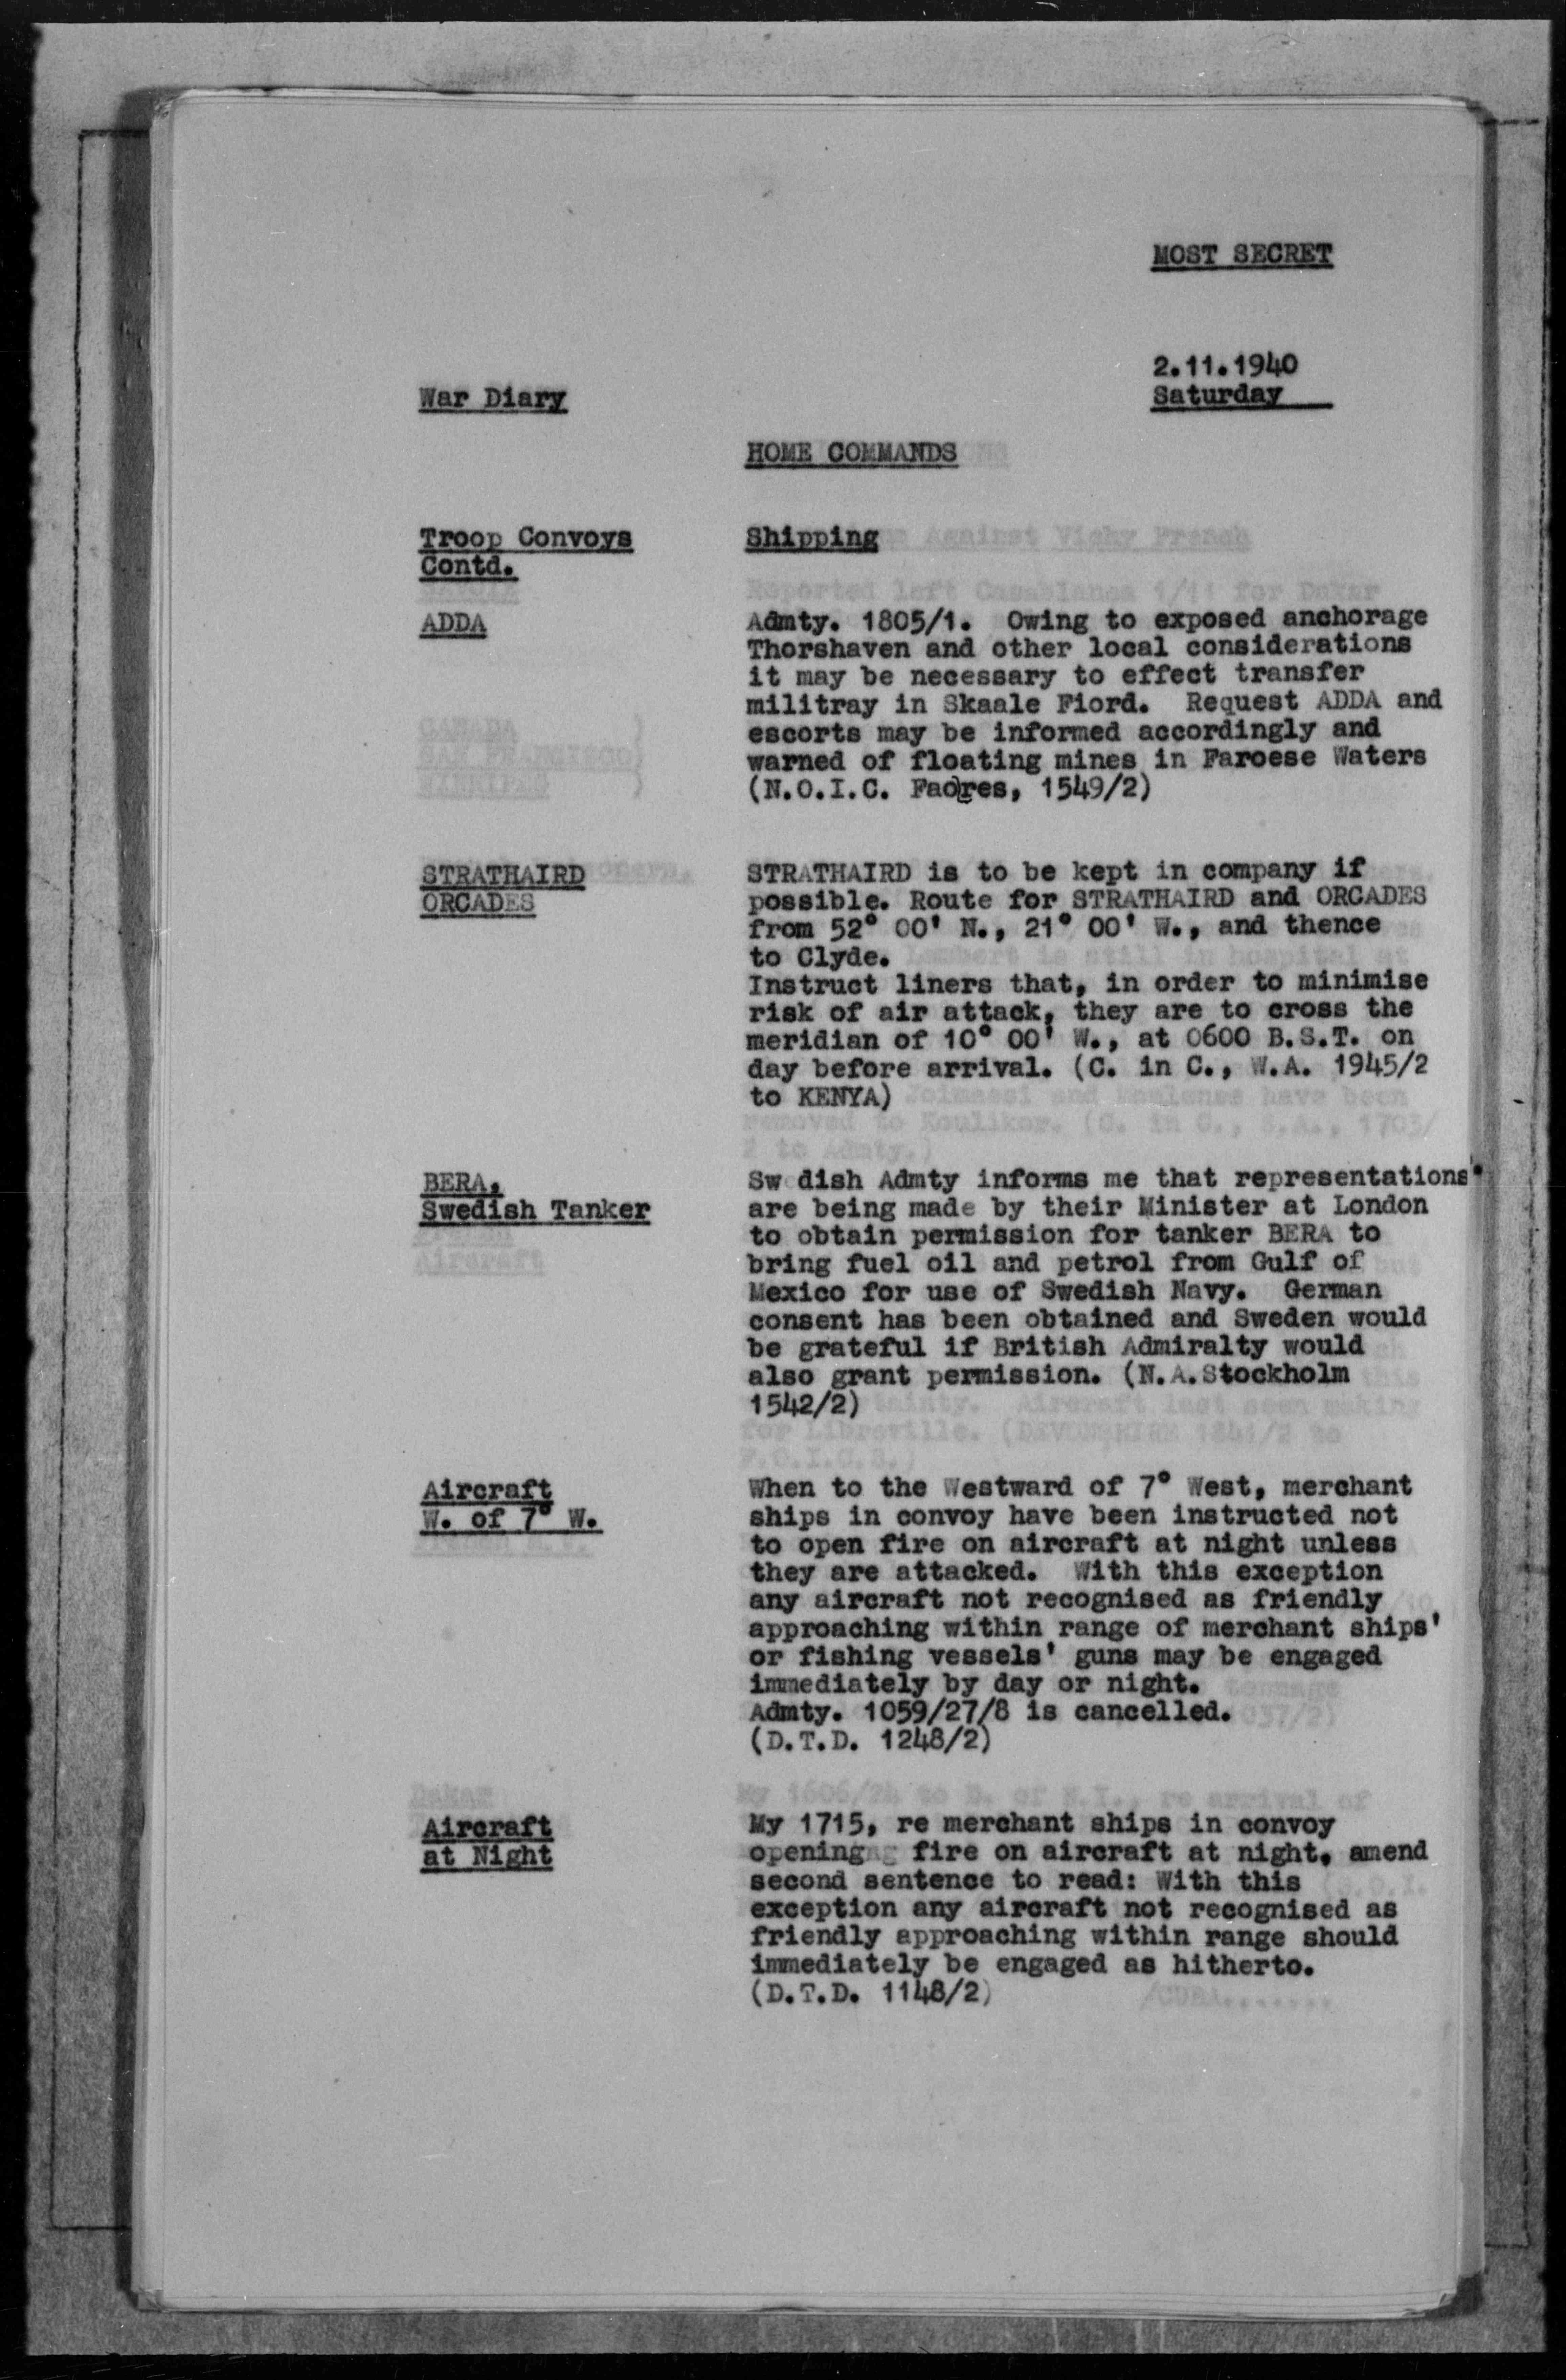 MOST SECRET
2.11.1940
War Diary
Saturday
HOME COMMANDS
Troop Convoys
Contd.
Shipping
ADDA
Admty. 1805/1. Owing to exposed anchorage
Thorshaven and other local considerations
it may be necessary to effect transfer
militray in Skaale Fiord. Request ADDA and
escorts may be informed accordingly and
warned of floating mines in Faroese Waters
(N.O.I.C. Faores, 1549/2)
STRATHAIRD
ORCADES
STRATHAIRD is to be kept in company if
possible. Route for STRATHAIRD and ORCADES
from 52° 00' N., 21° 00' W., and thence
to Clyde.
Instruct liners that, in order to minimise
risk of air attack, they are to cross the
meridian of 10° 00' W., at 0600 B.S.T. on
day before arrival. (C. in C., W.A. 1945/2
to KENYA)
BERA,
Swedish Tanker
Sw dish Admty informs me that representations
are being made by their Minister at London
to obtain permission for tanker BERA to
bring fuel oil and petrol from Gulf of
Mexico for use of Swedish Navy. German
consent has been obtained and Sweden would
be grateful if British Admiralty would
also grant permission. (N.A.Stockholm
1542/2)
Aircraft
W. of 7° W.
When to the Westward of 7° West, merchant
ships in convoy have been instructed not
to open fire on aircraft at night unless
they are attacked. With this exception
any aircraft not recognised as friendly
approaching within range of merchant ships'
or fishing vessels' guns may be engaged
immediately by day or night.
Admty. 1059/27/8 is cancelled.
(D.T.D. 1248/2)
Aircraft
at Night
My 1715, re merchant ships in convoy
opening fire on aircraft at night, amend
second sentence to read: With this
exception any aircraft not recognised as
friendly approaching within range should
immediately be engaged as hitherto.
(D.T.D. 1148/2)